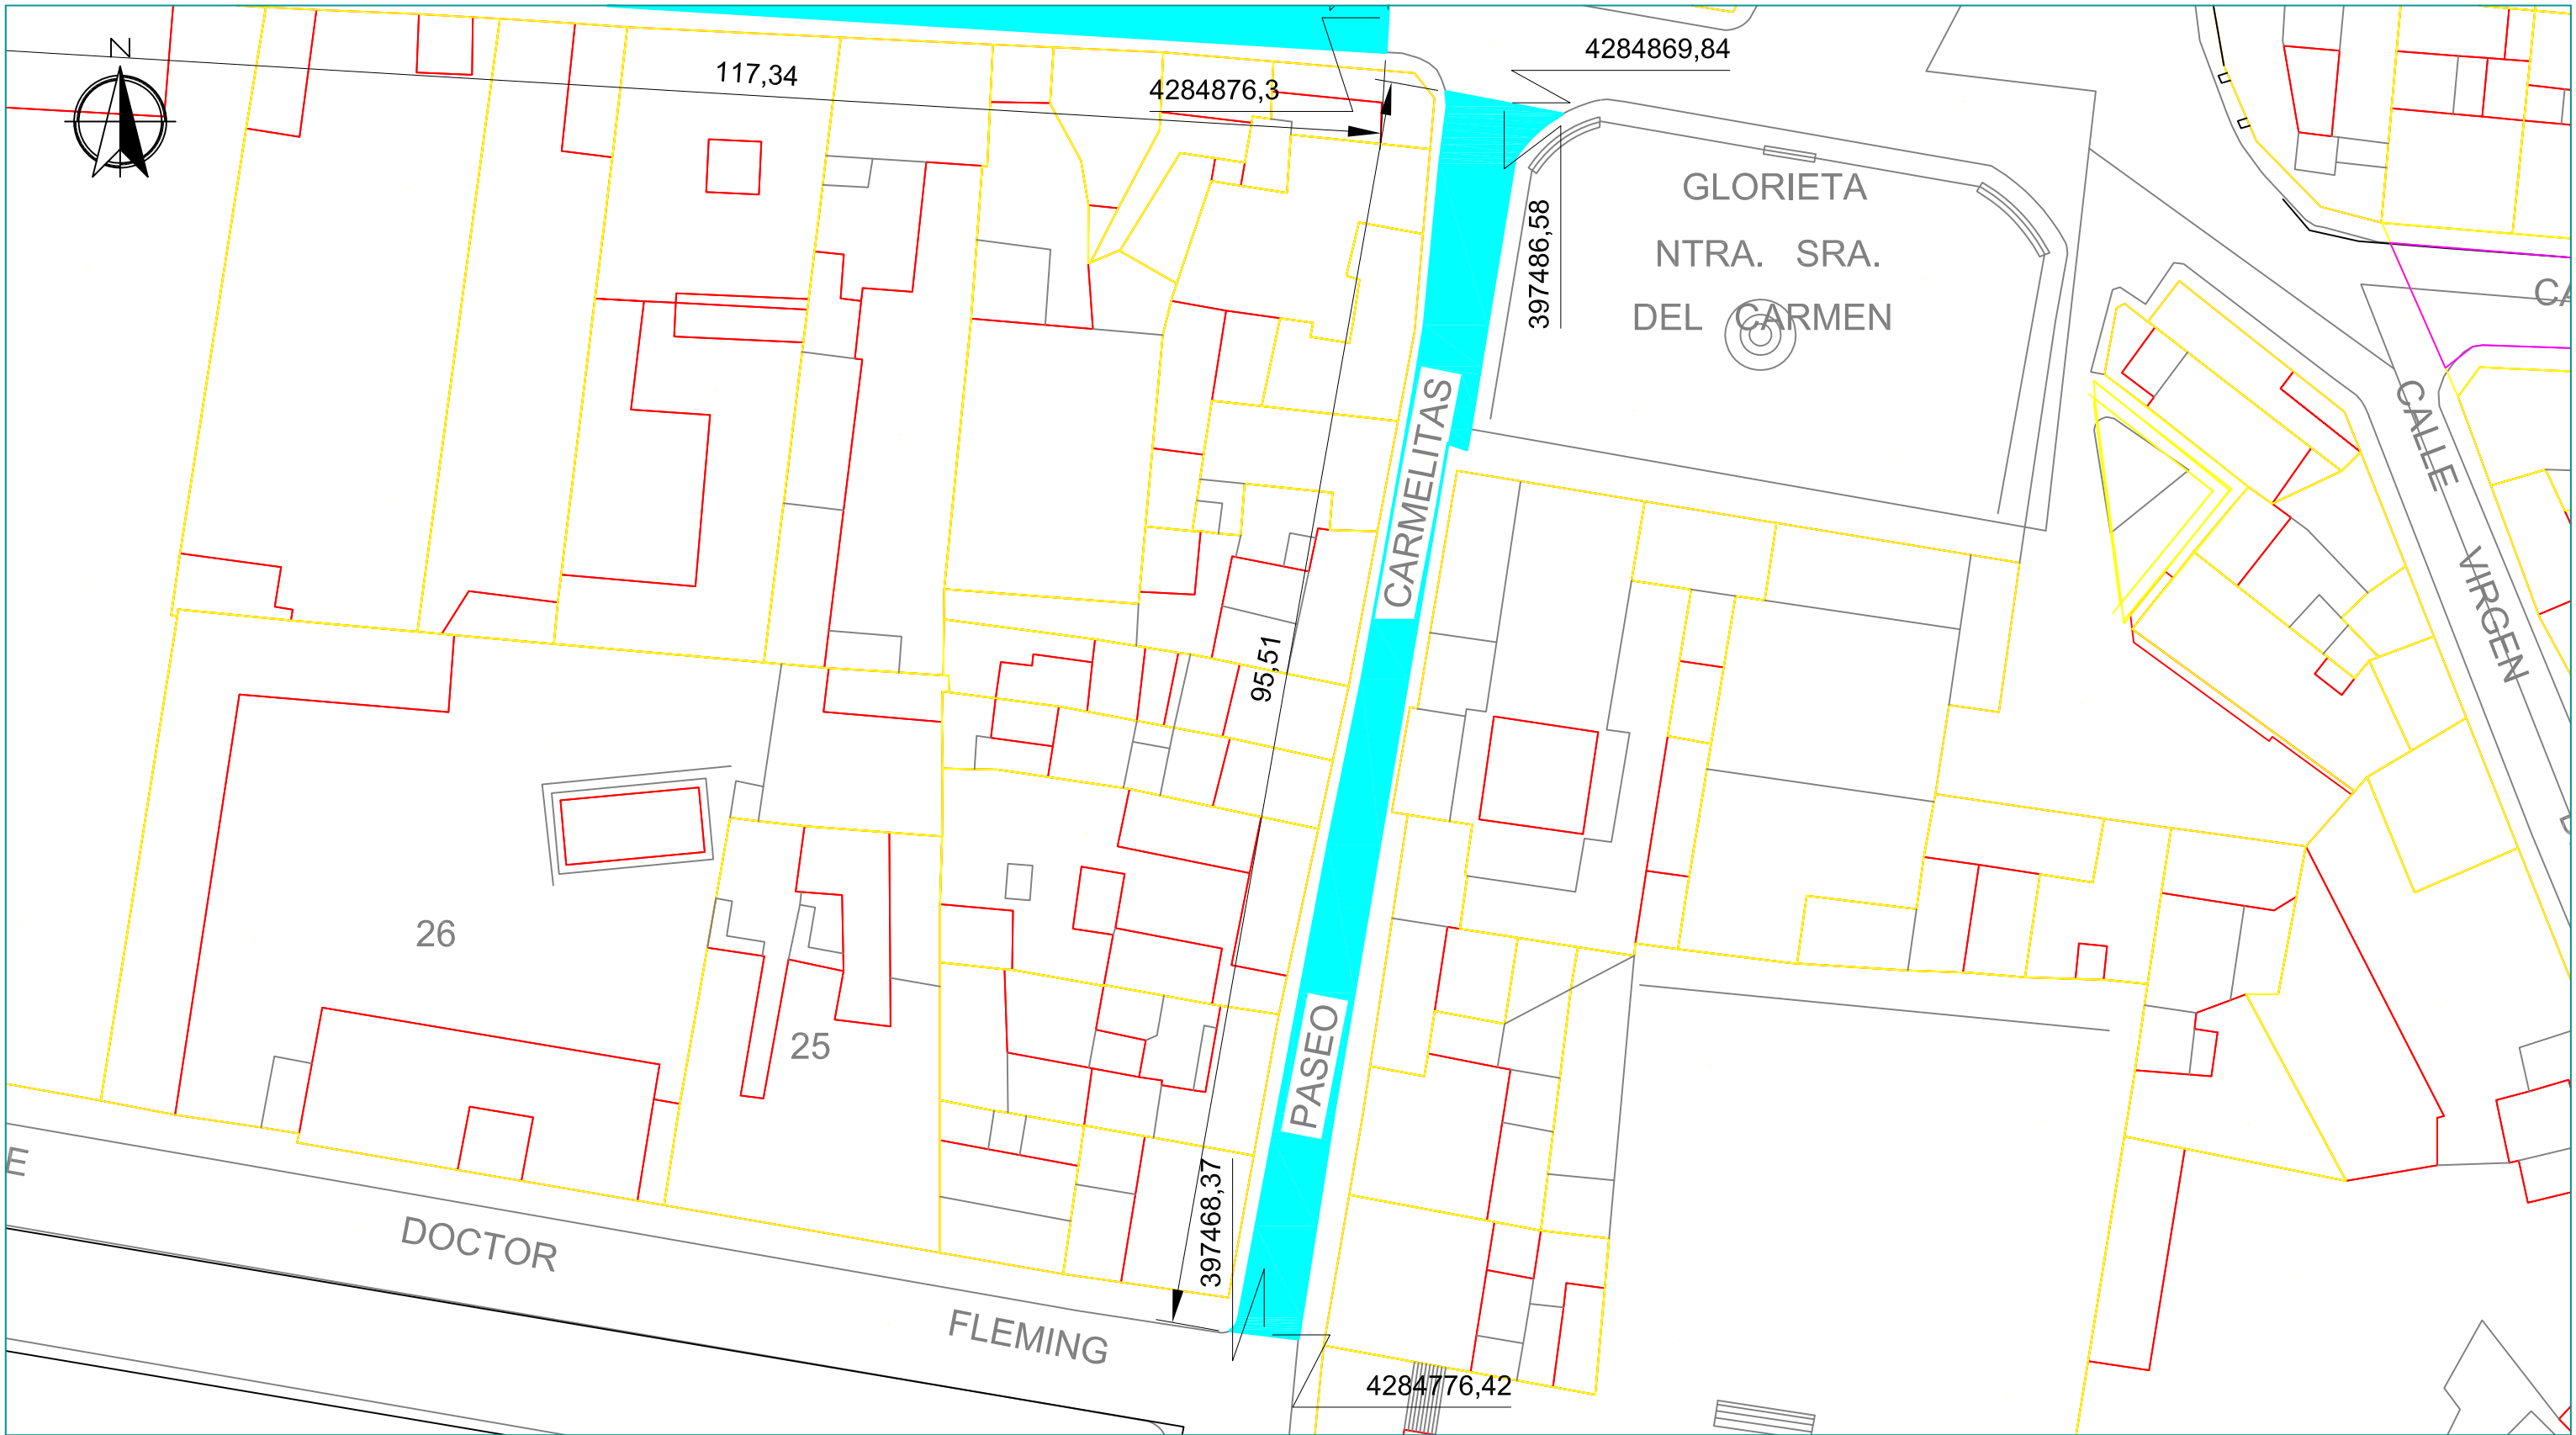 N
117,34
4284876,3
4284869,84
397486,58
GLORIETA
NTRA. SRA.
DEL CARMEN
CA
CALLE VIRGEN
PASEO CARMELITAS
95,51
26
25
E
DOCTOR
FLEMING
397468,37
4284776,42